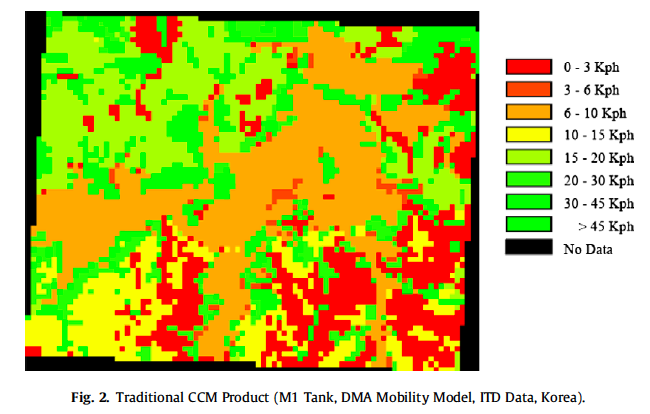 0 - 3 Kph
3 - 6 Kph
6 - 10 Kph
10 - 15 Kph
15 - 20 Kph
20 - 30 Kph
30 - 45 Kph
> 45 Kph
No Data
Fig. 2. Traditional CCM Product (M1 Tank, DMA Mobility Model, ITD Data, Korea).